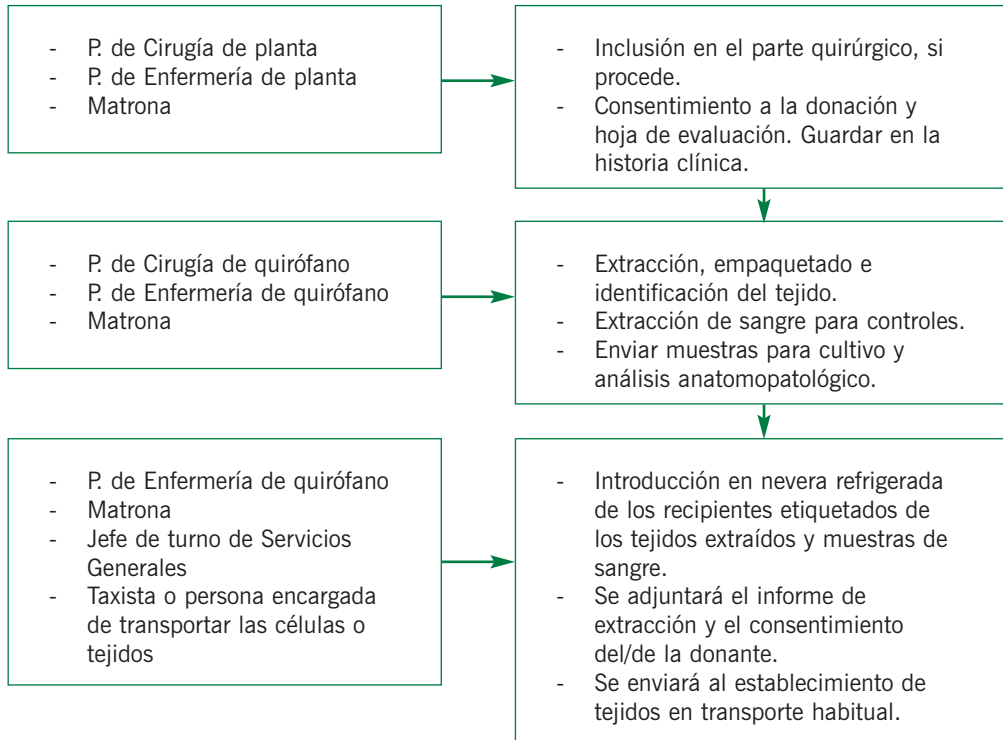 - P. de Cirugía de planta
- P. de Enfermería de planta
- Matrona
- Inclusión en el parte quirúrgico, si
procede.
- Consentimiento a la donación y
hoja de evaluación. Guardar en la
historia clínica.
- P. de Cirugía de quirófano
- P. de Enfermería de quirófano
- Matrona
- Extracción, empaquetado e
identificación del tejido.
- Extracción de sangre para controles.
- Enviar muestras para cultivo y
análisis anatomopatológico.
- P. de Enfermería de quirófano
- Matrona
- Jefe de turno de Servicios
Generales
- Taxista o persona encargada
de transportar las células o
tejidos
- Introducción en nevera refrigerada
de los recipientes etiquetados de
los tejidos extraídos y muestras de
sangre.
- Se adjuntará el informe de
extracción y el consentimiento
del/de la donante.
- Se enviará al establecimiento de
tejidos en transporte habitual.